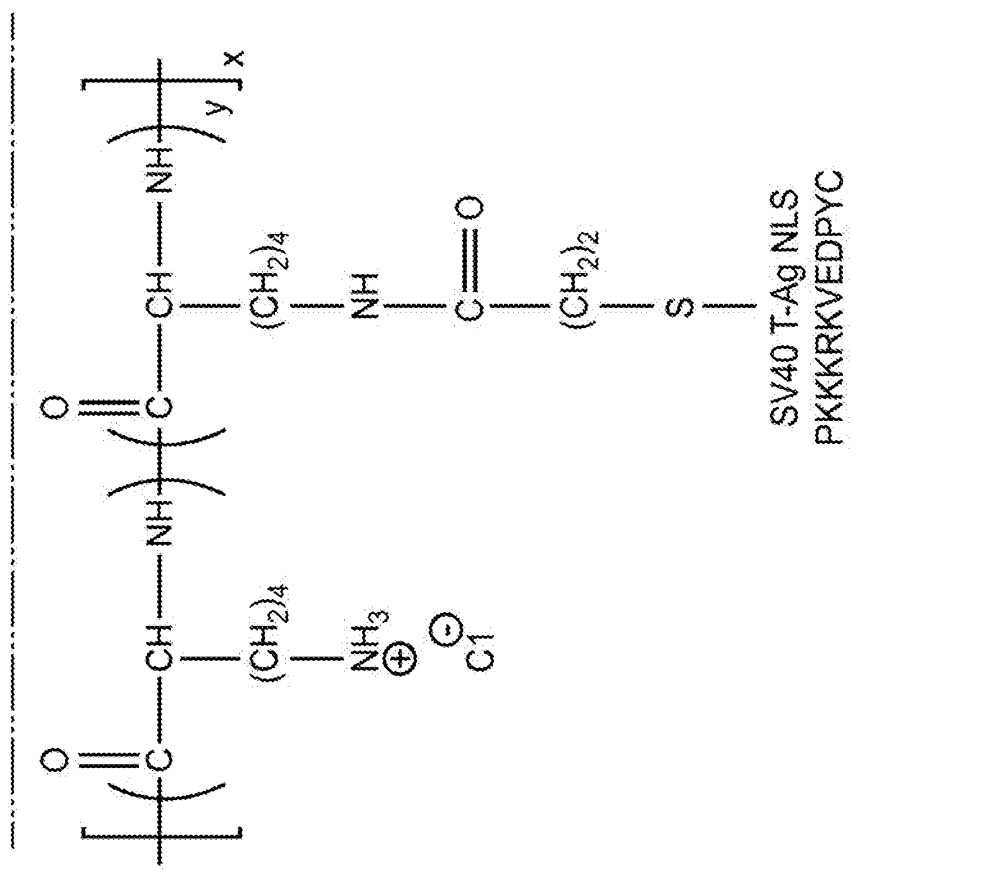 O O
C CH NH C CH NH
y x
(CH₂)₄ (CH₂)₄
NH₃ NH
⊕ ⊖
C1 C O
(CH₂)₂
S
SV40 T-Ag NLS
PKKKRKVEDPYC